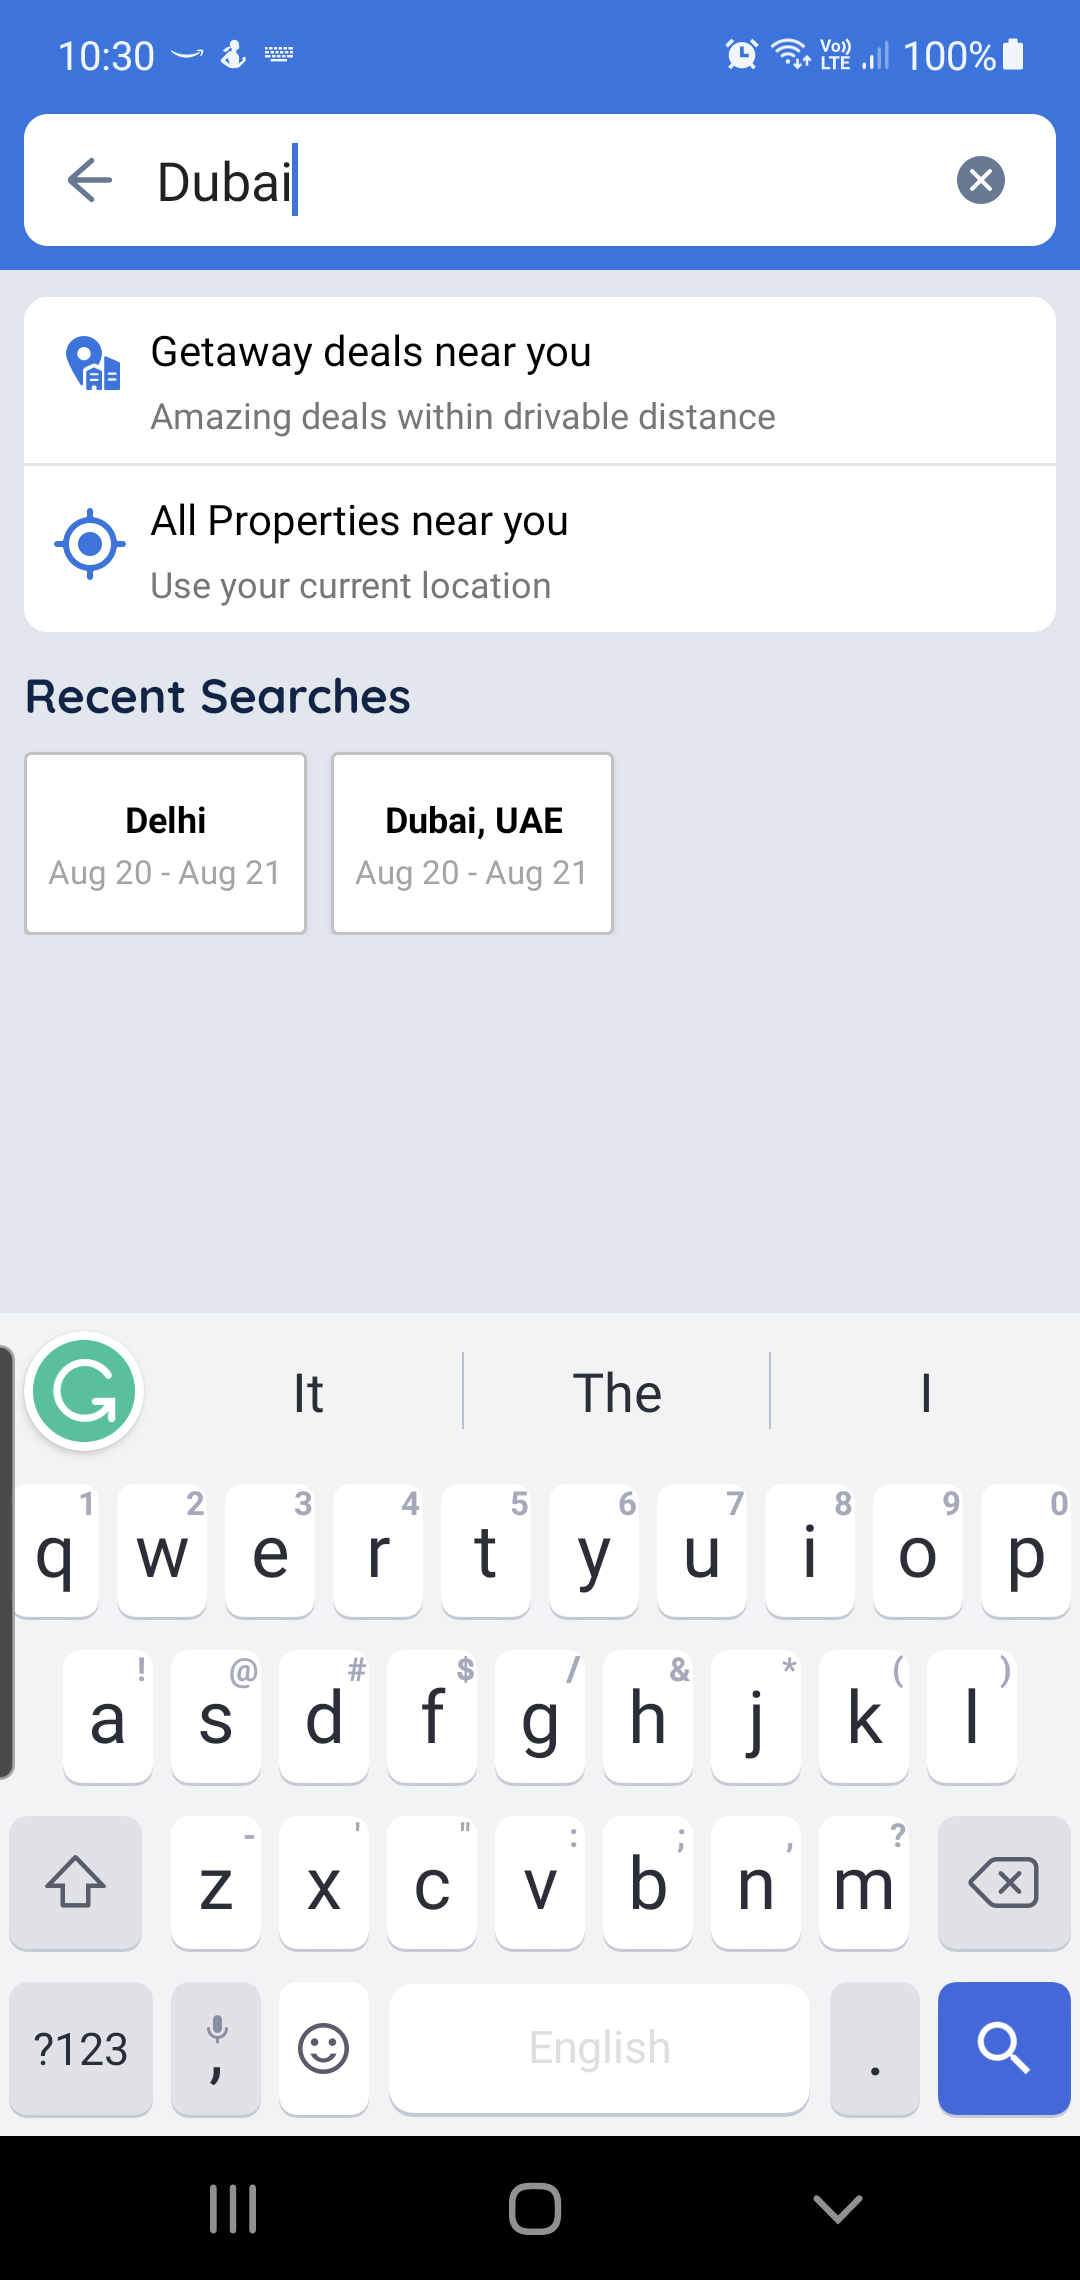 10:30 Vo)) LTE 100%
Dubai
Getaway deals near you
Amazing deals within drivable distance
All Properties near you
Use your current location
Recent Searches
Delhi Dubai, UAE
Aug 20 - Aug 21 Aug 20 - Aug 21
It The I
1 2 3 4 5 6 7 8 9 0
q w e r t y u i o p
! @ # $ / & * ( )
a s d f g h j k l
- ' " : ; , ?
z x c v b n m
?123 , English .